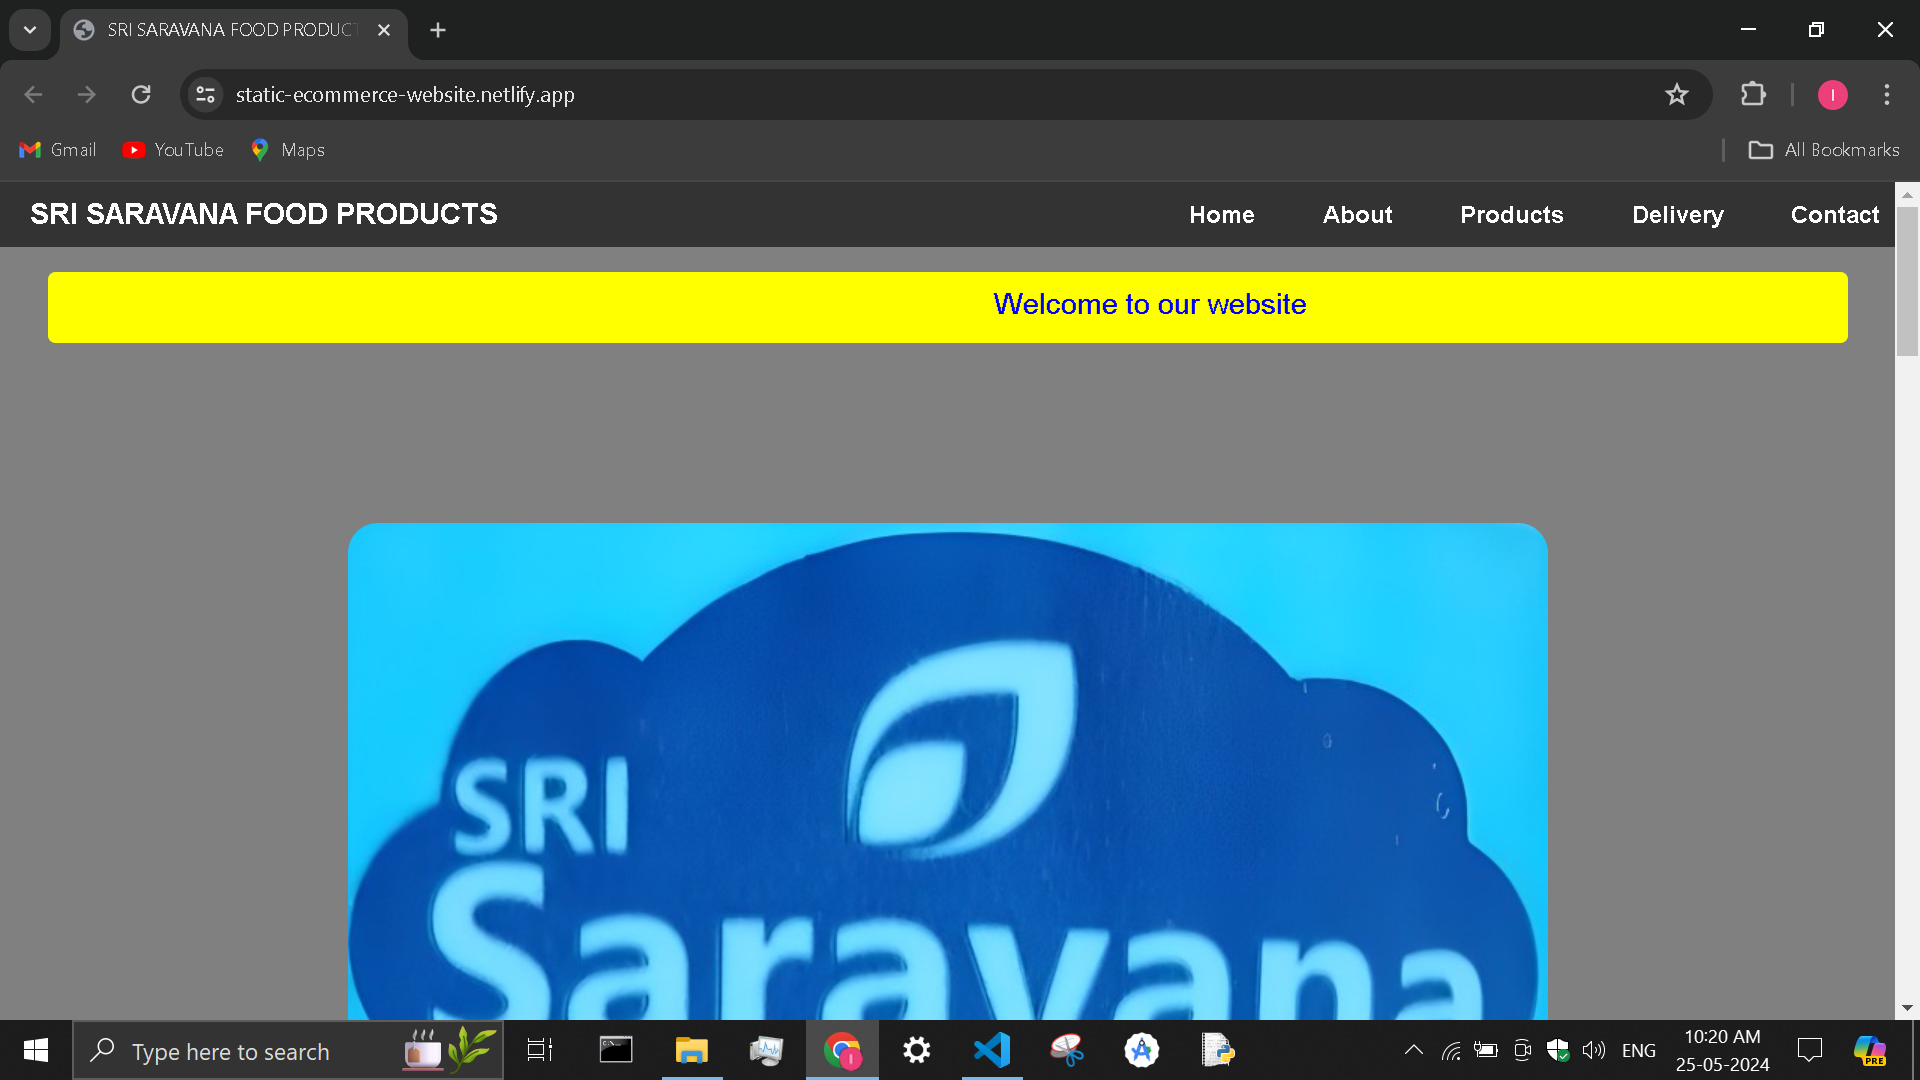 SRI SARAVANA FOOD PRODUCT
static-ecommerce-website.netlify.app
Gmail YouTube Maps All Bookmarks
SRI SARAVANA FOOD PRODUCTS Home About Products Delivery Contact
Welcome to our website
SRI
Saravana
Type here to search ENG 10:20 AM
25-05-2024
PRE